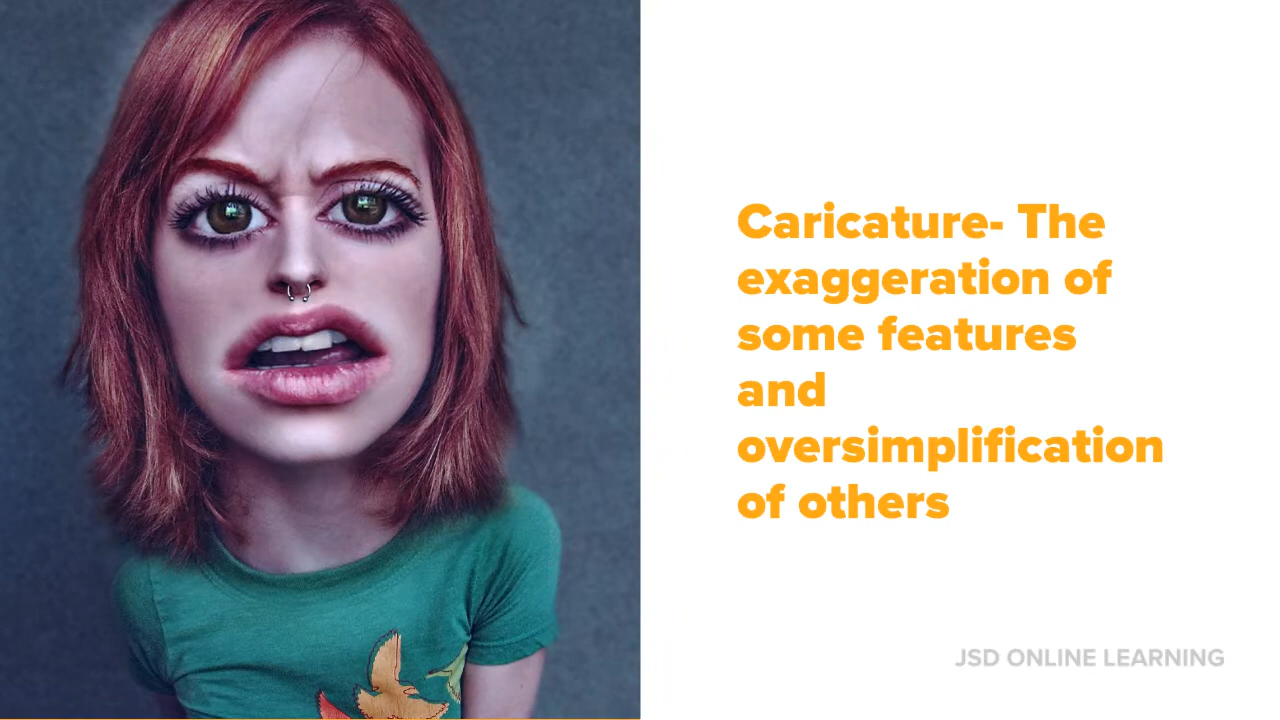 Caricature- The
exaggeration of
some features
and
oversimplification
of others
JSD ONLINE LEARNING